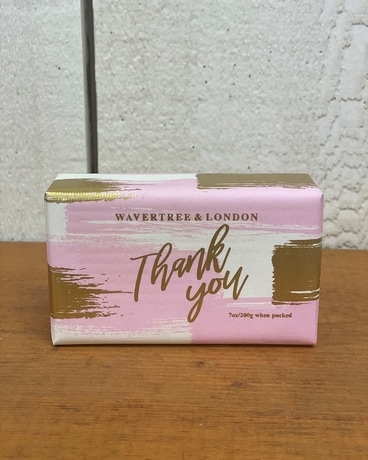 WAVERTREE & LONDON
Thank
you
7oz/200g when packed